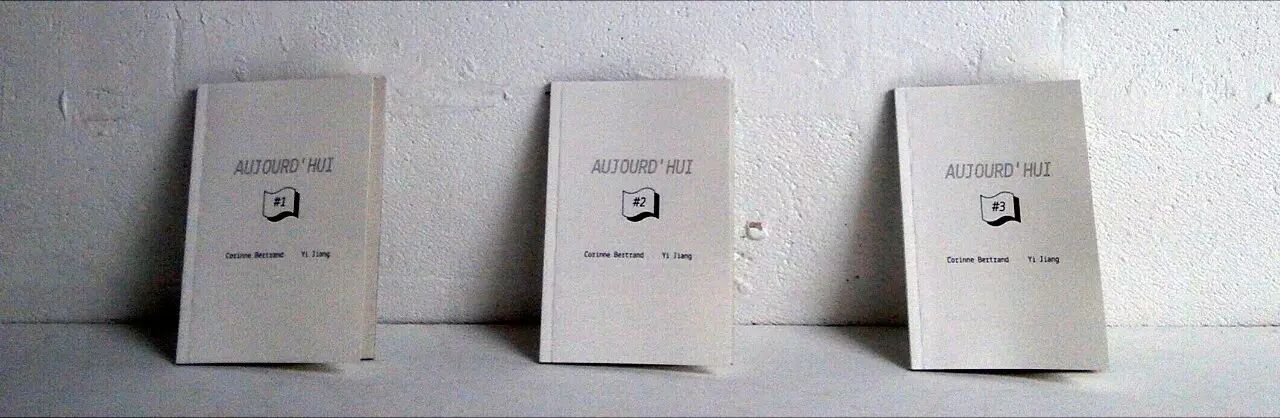 AUJOURD'HUI
#1
Corinne Bertrand Yi Jiang
AUJOURD'HUI
#2
Corinne Bertrand Yi Jiang
AUJOURD'HUI
#3
Corinne Bertrand Yi Jiang